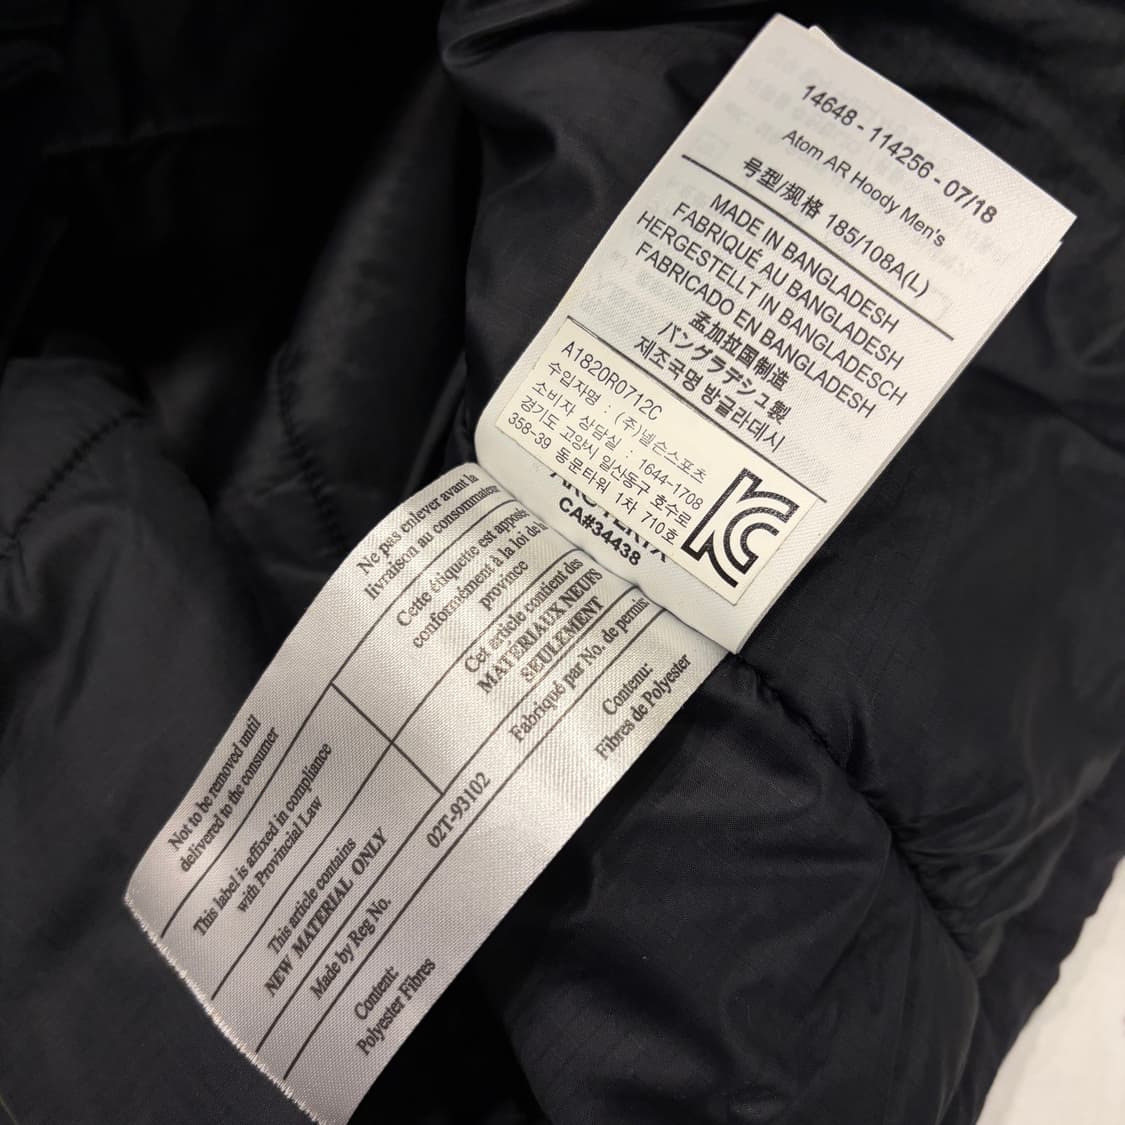 14648 - 114256 - 07/18
Atom AR Hoody Men's
号型/规格 185/108A(L)
MADE IN BANGLADESH
FABRIQUÉ AU BANGLADESH
HERGESTELLT IN BANGLADESCH
FABRICADO EN BANGLADESH
孟加拉国制造
バングラデシュ製
제조국명 방글라데시
A1820R0712C
수입자명 : (주)넬슨스포츠
소비자 상담실 : 1644-1708
경기도 고양시 일산동구 호수로
358-39 동문타워 1차 710호
CA#34438
Ne pas enlever avant la
livraison au consommateur
Cette étiquette est apposée
conformément à la loi de la
province
Cet article contient des
MATÉRIAUX NEUFS
SEULEMENT
Fabriqué par No. de permis
Contenu:
Fibres de Polyester
Not to be removed until
delivered to the consumer
This label is affixed in compliance
with Provincial Law
This article contains
NEW MATERIAL ONLY
Made by Reg No.
02T-93102
Content:
Polyester Fibres